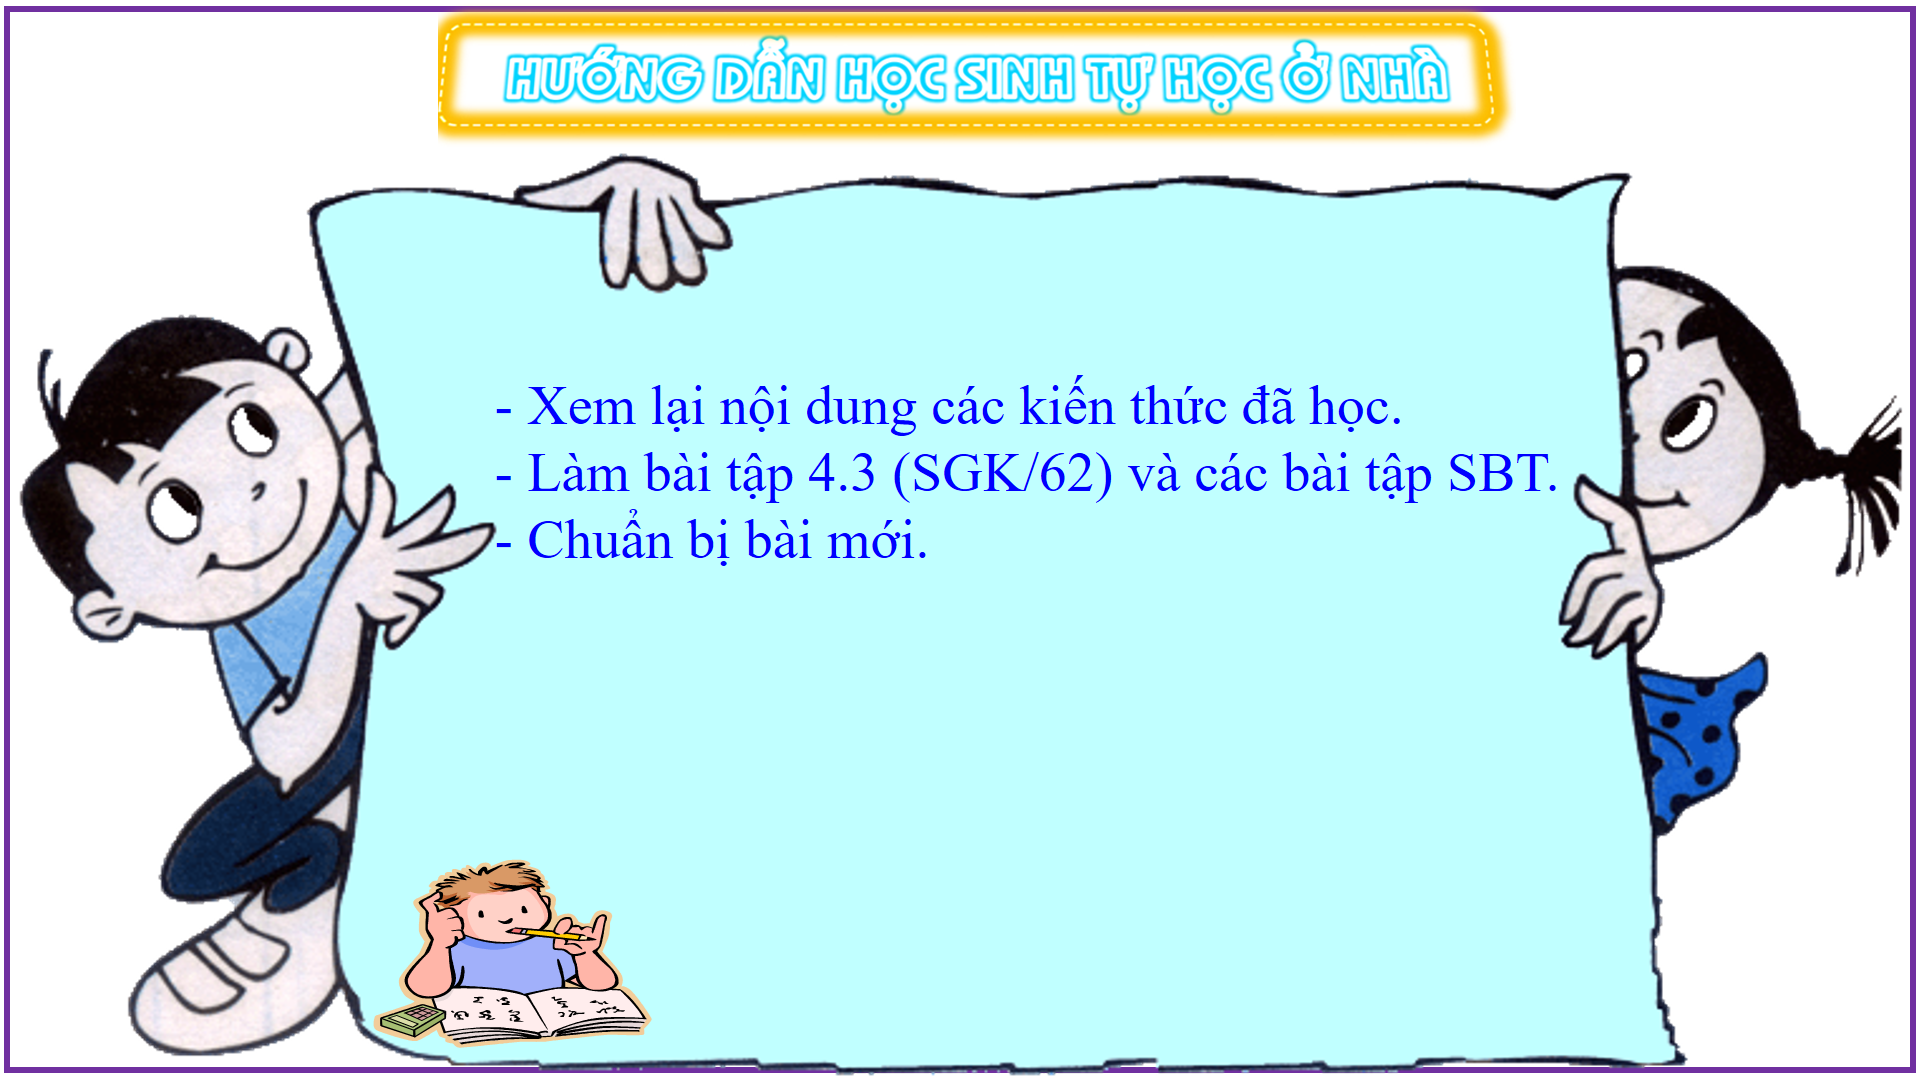 HƯỚNG DẪN HỌC SINH TỰ HỌC Ở NHÀ
- Xem lại nội dung các kiến thức đã học.
- Làm bài tập 4.3 (SGK/62) và các bài tập SBT.
- Chuẩn bị bài mới.